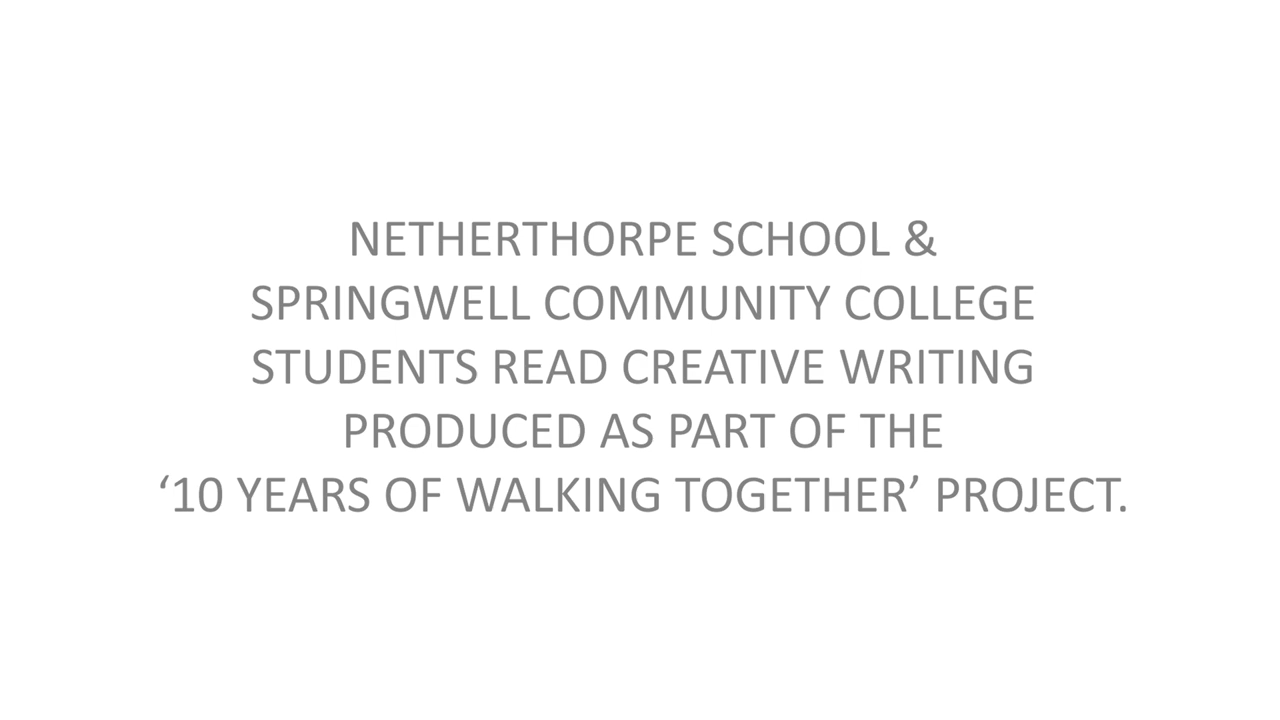 NETHERTHORPE SCHOOL &
SPRINGWELL COMMUNITY COLLEGE
STUDENTS READ CREATIVE WRITING
PRODUCED AS PART OF THE
‘10 YEARS OF WALKING TOGETHER’ PROJECT.